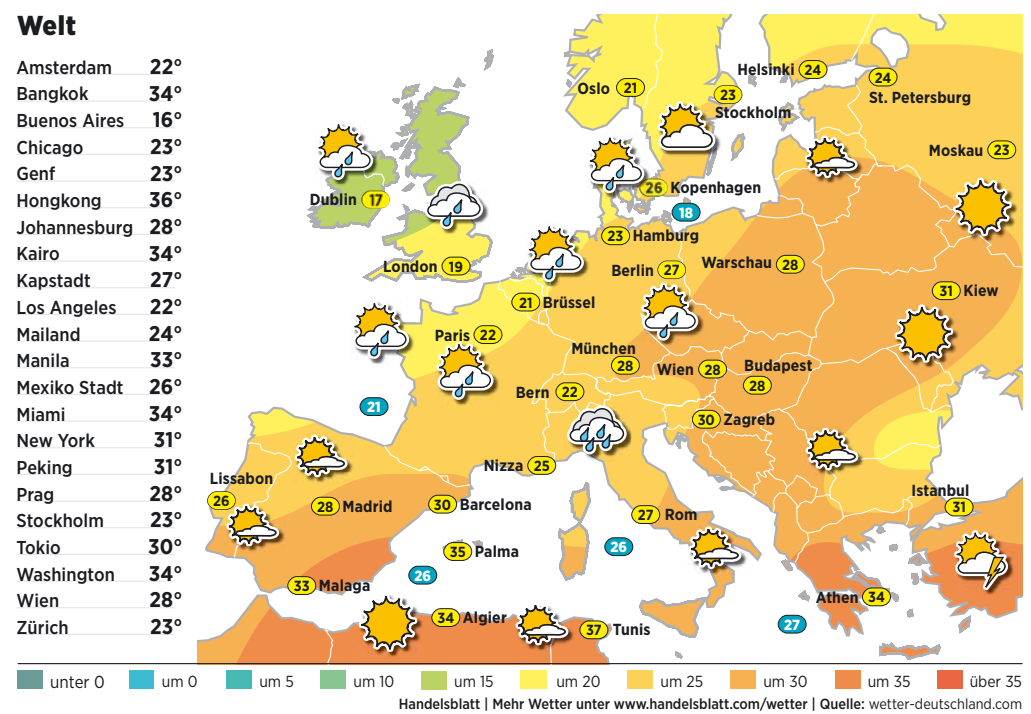 Welt
Amsterdam 22°
Bangkok 34°
Buenos Aires 16°
Chicago 23°
Genf 23°
Hongkong 36°
Johannesburg 28°
Kairo 34°
Kapstadt 27°
Los Angeles 22°
Mailand 24°
Manila 33°
Mexiko Stadt 26°
Miami 34°
New York 31°
Peking 31°
Prag 28°
Stockholm 23°
Tokio 30°
Washington 34°
Wien 28°
Zürich 23°
Helsinki 24
24
St. Petersburg
Oslo 21
23
Stockholm
Moskau 23
26 Kopenhagen
Dublin 17
18
23 Hamburg
London 19
Berlin 27
Warschau 28
31 Kiew
21 Brüssel
Paris 22
München
28
Wien 28
Budapest
28
Bern 22
21
30 Zagreb
Nizza 25
Lissabon
26
28 Madrid
30 Barcelona
27 Rom
Istanbul
31
35 Palma
26
26
33 Malaga
Athen 34
34 Algier
37 Tunis
27
unter 0 um 0 um 5 um 10 um 15 um 20 um 25 um 30 um 35 über 35
Handelsblatt | Mehr Wetter unter www.handelsblatt.com/wetter | Quelle: wetter-deutschland.com